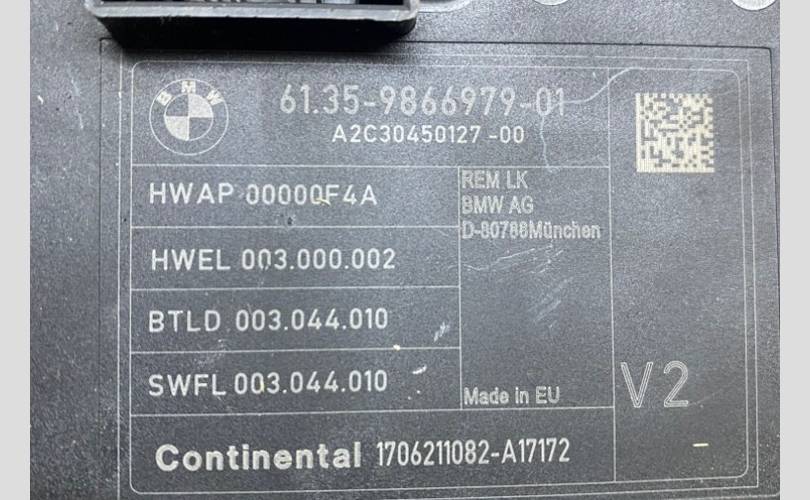 BMW
61.35-9866979-01
A2C30450127 -00
HWAP 00000F4A
REM LK
BMW AG
D-80788München
HWEL 003.000.002
BTLD 003.044.010
SWFL 003.044.010
Made in EU
V2
Continental 1706211082-A17172